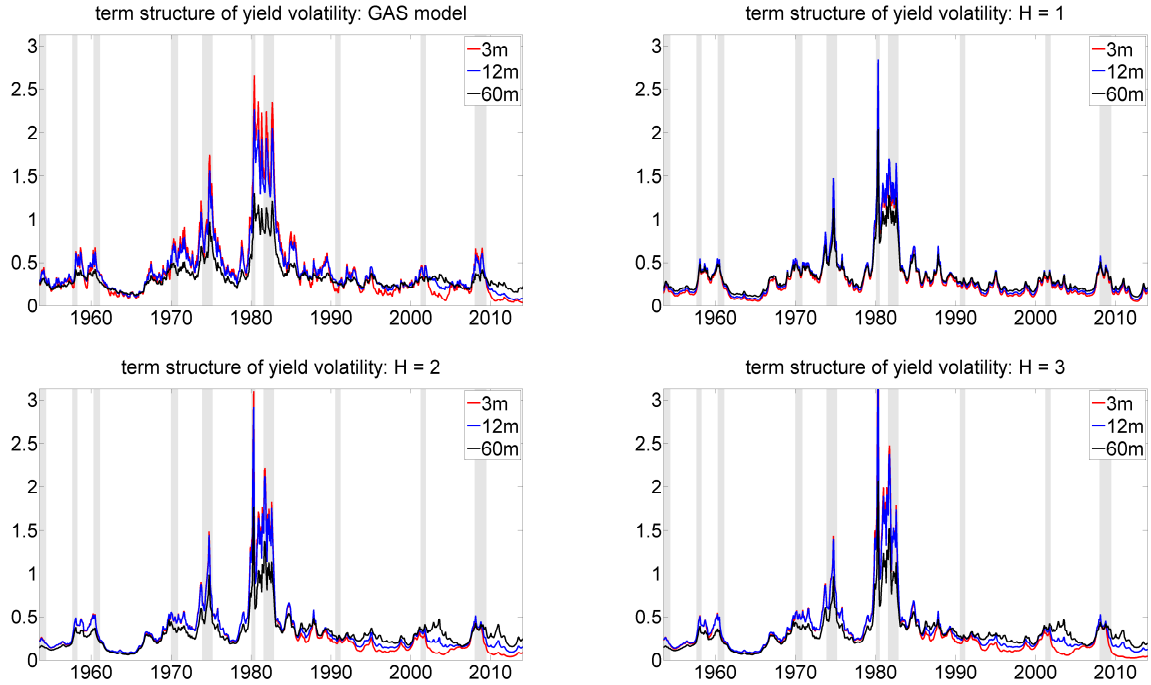 term structure of yield volatility: GAS model
3
2.5
2
1.5
1
0.5
0
1960 1970 1980 1990 2000 2010
3m
12m
60m
term structure of yield volatility: H = 1
3
2.5
2
1.5
1
0.5
0
1960 1970 1980 1990 2000 2010
3m
12m
60m
term structure of yield volatility: H = 2
3
2.5
2
1.5
1
0.5
0
1960 1970 1980 1990 2000 2010
3m
12m
60m
term structure of yield volatility: H = 3
3
2.5
2
1.5
1
0.5
0
1960 1970 1980 1990 2000 2010
3m
12m
60m